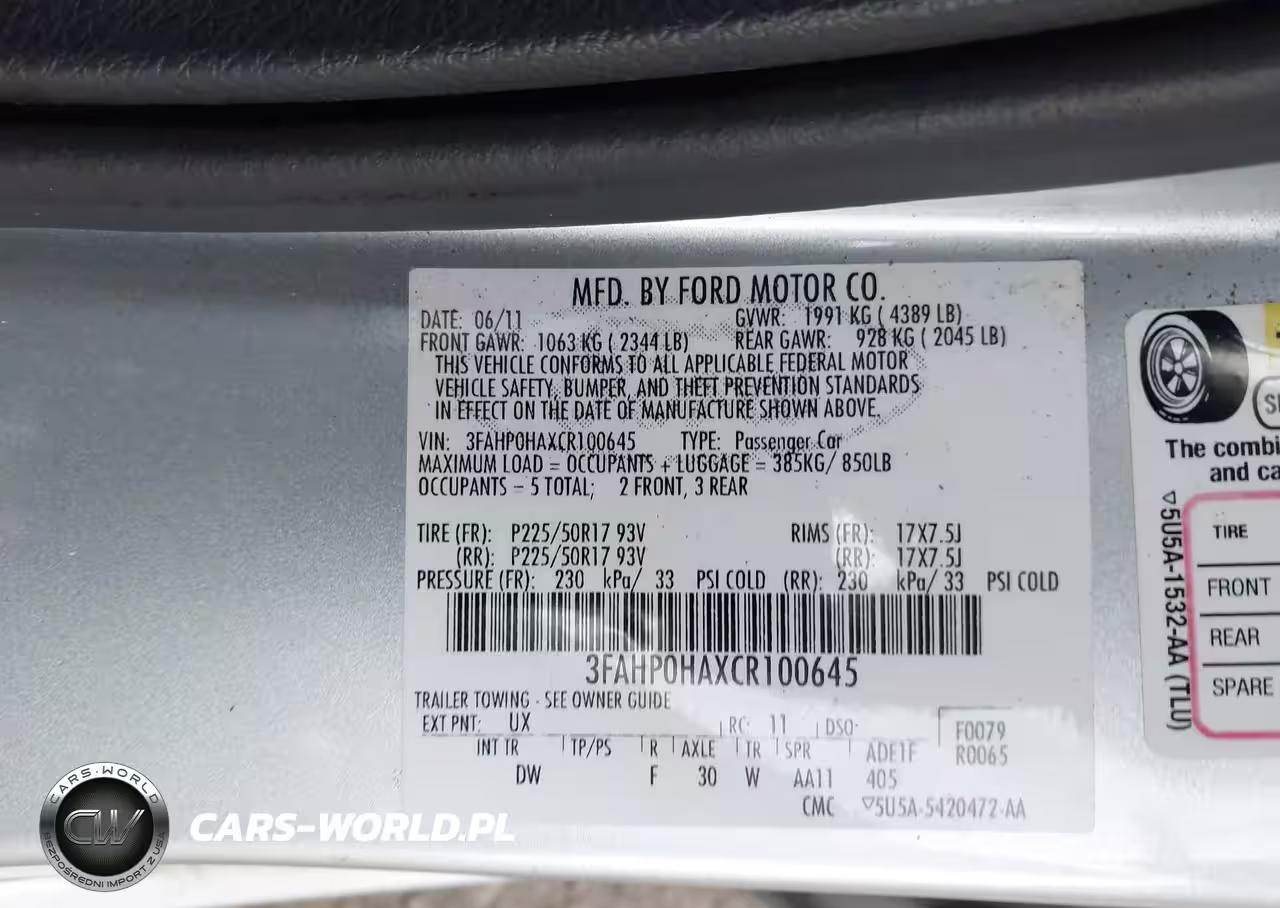 MFD. BY FORD MOTOR CO.
DATE: 06/11 GVWR: 1991 KG ( 4389 LB)
FRONT GAWR: 1063 KG ( 2344 LB) REAR GAWR: 928 KG ( 2045 LB)
THIS VEHICLE CONFORMS TO ALL APPLICABLE FEDERAL MOTOR
VEHICLE SAFETY, BUMPER, AND THEFT PREVENTION STANDARDS
IN EFFECT ON THE DATE OF MANUFACTURE SHOWN ABOVE.
VIN: 3FAHP0HAXCR100645 TYPE: Passenger Car
MAXIMUM LOAD = OCCUPANTS + LUGGAGE = 385KG/ 850LB
OCCUPANTS - 5 TOTAL; 2 FRONT, 3 REAR
TIRE (FR): P225/50R17 93V RIMS (FR): 17X7.5J
(RR): P225/50R17 93V (RR): 17X7.5J
PRESSURE (FR): 230 kPa/ 33 PSI COLD (RR): 230 kPa/ 33 PSI COLD
3FAHP0HAXCR100645
TRAILER TOWING - SEE OWNER GUIDE
EXT PNT: UX RC: 11 DSO:
F0079
R0065
INT TR TP/PS R AXLE TR SPR ADE1F
DW F 30 W AA11 405
CMC ▽5U5A-5420472-AA
The combi
and ca
TIRE
FRONT
REAR
SPARE
▽5U5A-1532-AA (TLU)
CARS-WORLD
CW
BEZPOŚREDNI IMPORT Z USA
CARS-WORLD.PL